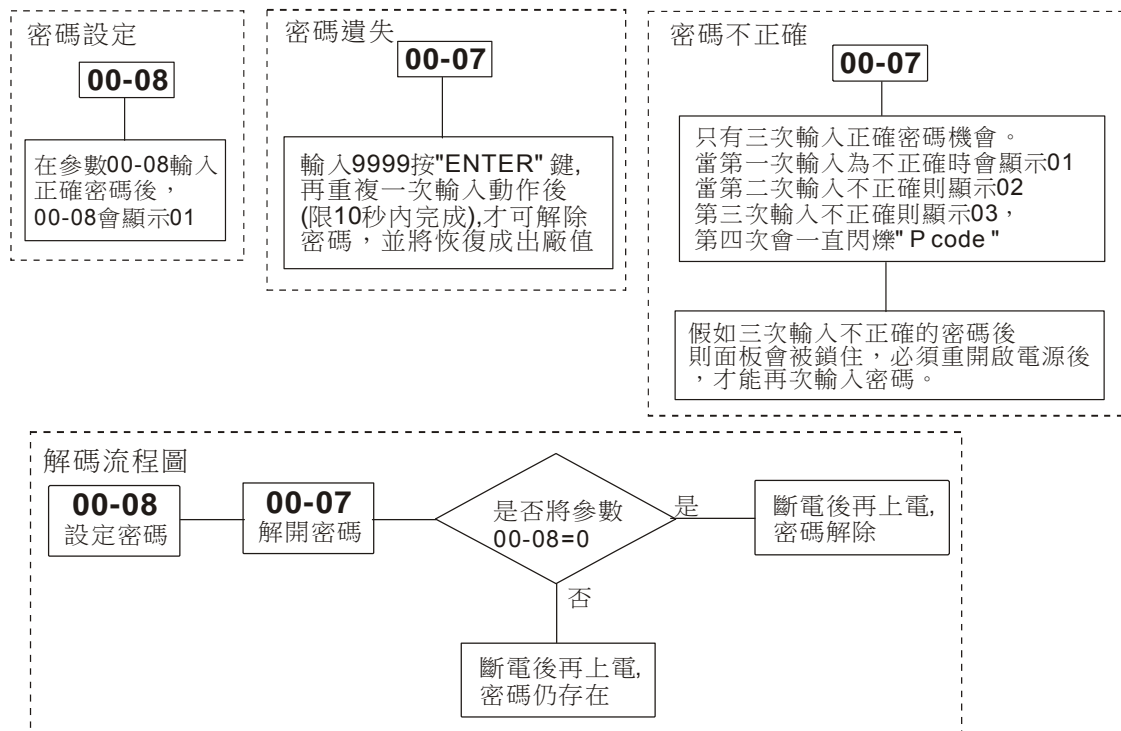 密碼設定
00-08
在參數00-08輸入
正確密碼後，
00-08會顯示01
密碼遺失
00-07
輸入9999按"ENTER" 鍵,
再重複一次輸入動作後
(限10秒內完成),才可解除
密碼，並將恢復成出廠值
密碼不正確
00-07
只有三次輸入正確密碼機會。
當第一次輸入為不正確時會顯示01
當第二次輸入不正確則顯示02
第三次輸入不正確則顯示03，
第四次會一直閃爍" P code "
假如三次輸入不正確的密碼後
則面板會被鎖住，必須重開啟電源後
，才能再次輸入密碼。
解碼流程圖
00-08
設定密碼
00-07
解開密碼
是否將參數
00-08=0
是
斷電後再上電,
密碼解除
否
斷電後再上電,
密碼仍存在